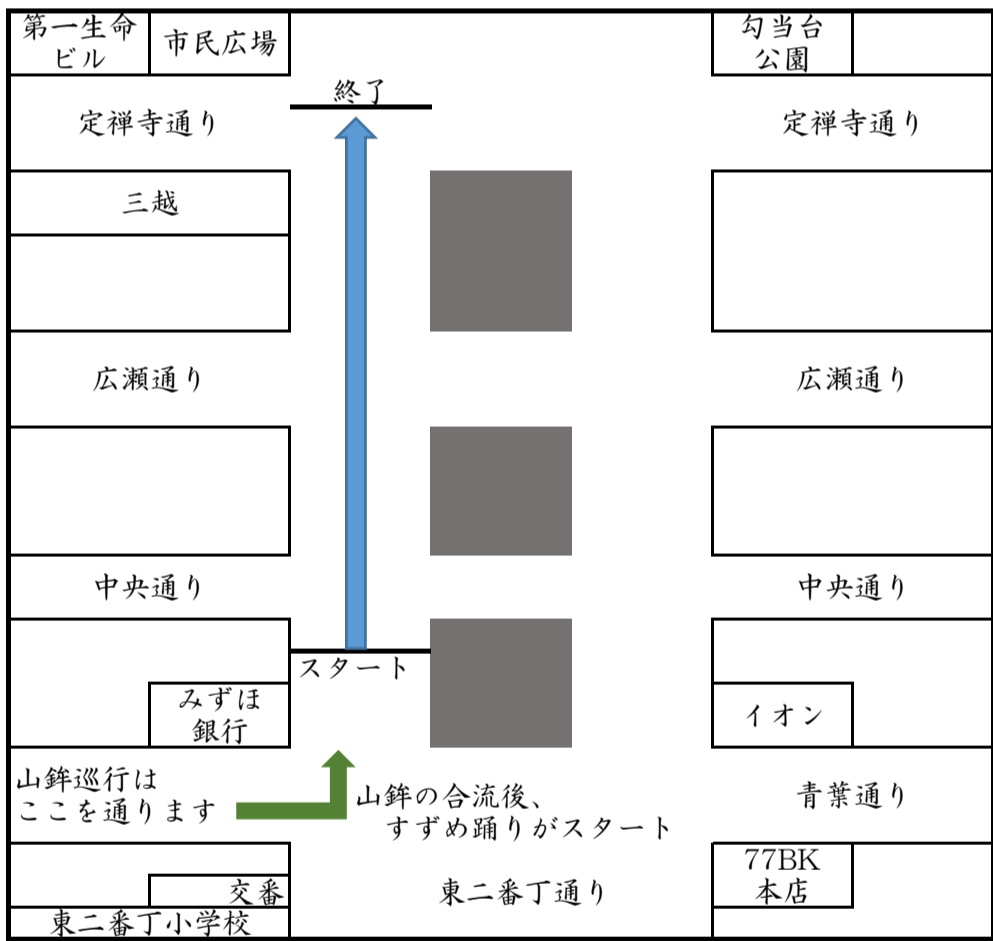 第一生命
ビル
市民広場
勾当台
公園
終了
定禅寺通り
定禅寺通り
三越
広瀬通り
広瀬通り
中央通り
中央通り
スタート
みずほ
銀行
イオン
山鉾巡行は
ここを通ります
山鉾の合流後、
すずめ踊りがスタート
青葉通り
交番
東二番丁通り
77BK
本店
東二番丁小学校